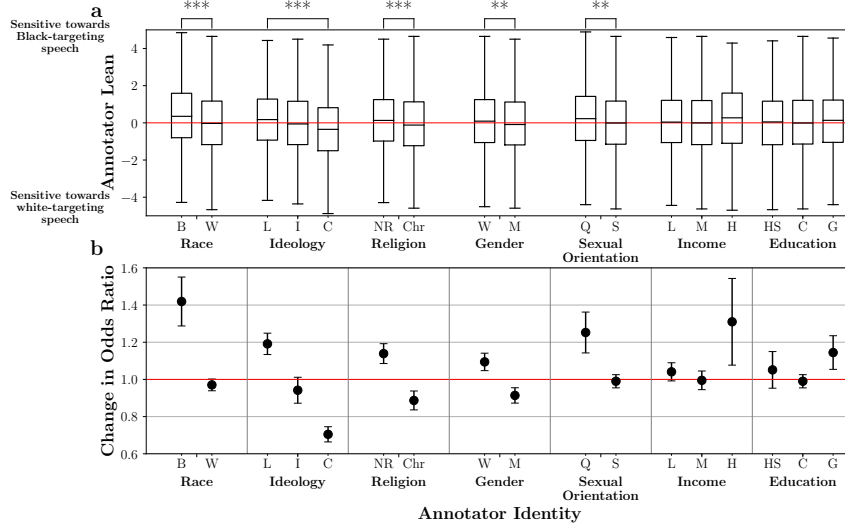 a
*** *** *** ** **
Sensitive towards
Black-targeting
speech
Annotator Lean
4
2
0
−2
−4
Sensitive towards
white-targeting
speech
B W L I C NR Chr W M Q S L M H HS C G
Race Ideology Religion Gender Sexual Orientation Income Education
b
Change in Odds Ratio
1.6
1.4
1.2
1.0
0.8
0.6
B W L I C NR Chr W M Q S L M H HS C G
Race Ideology Religion Gender Sexual Orientation Income Education
Annotator Identity